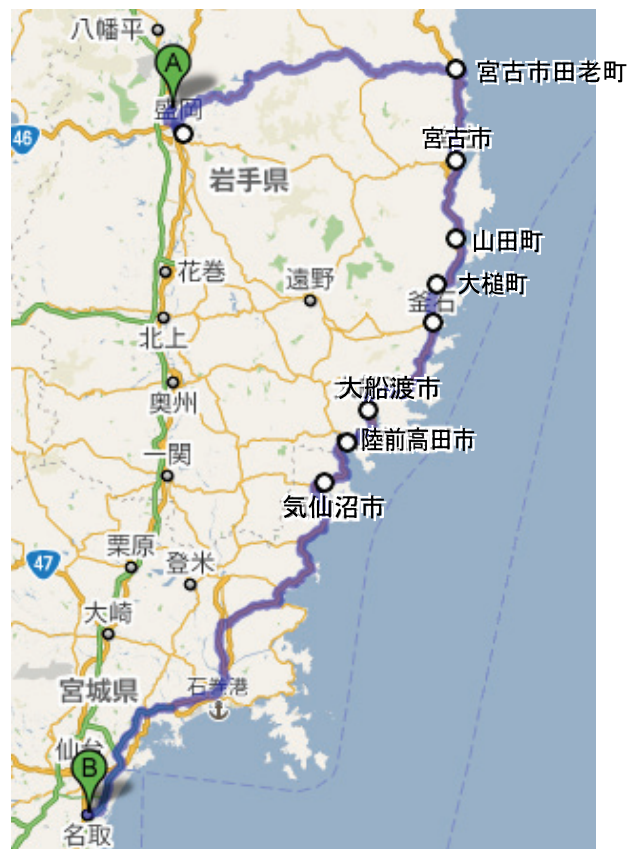 八幡平
A
宮古市田老町
盛岡
46
宮古市
岩手県
山田町
花巻
遠野
大槌町
釜石
北上
大船渡市
奥州
陸前高田市
一関
気仙沼市
栗原
登米
47
大崎
宮城県
石巻港
仙台
B
名取